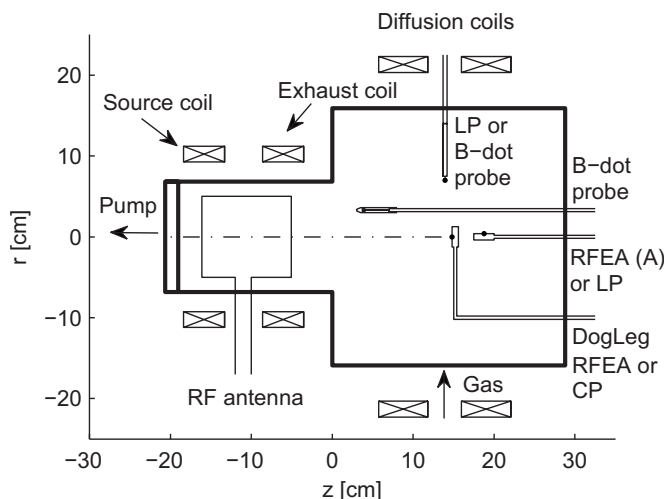 Diffusion coils
20
Source coil
Exhaust coil
LP or
B−dot
probe
10
B−dot
probe
Pump
r [cm]
0
RFEA (A)
or LP
−10
DogLeg
RFEA or
CP
RF antenna
Gas
−20
−30
−20
−10
0
10
20
30
z [cm]